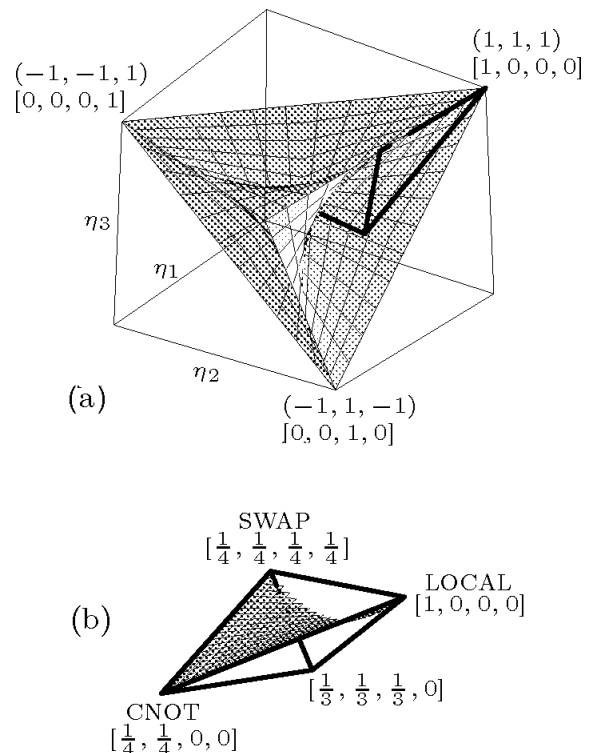 (1, 1, 1)
[1, 0, 0, 0]
(−1, −1, 1)
[0, 0, 0, 1]
η3
η1
η2
(a)
(−1, 1, −1)
[0, 0, 1, 0]
SWAP
[1/4, 1/4, 1/4, 1/4]
LOCAL
[1, 0, 0, 0]
(b)
[1/3, 1/3, 1/3, 0]
CNOT
[1/4, 1/4, 0, 0]